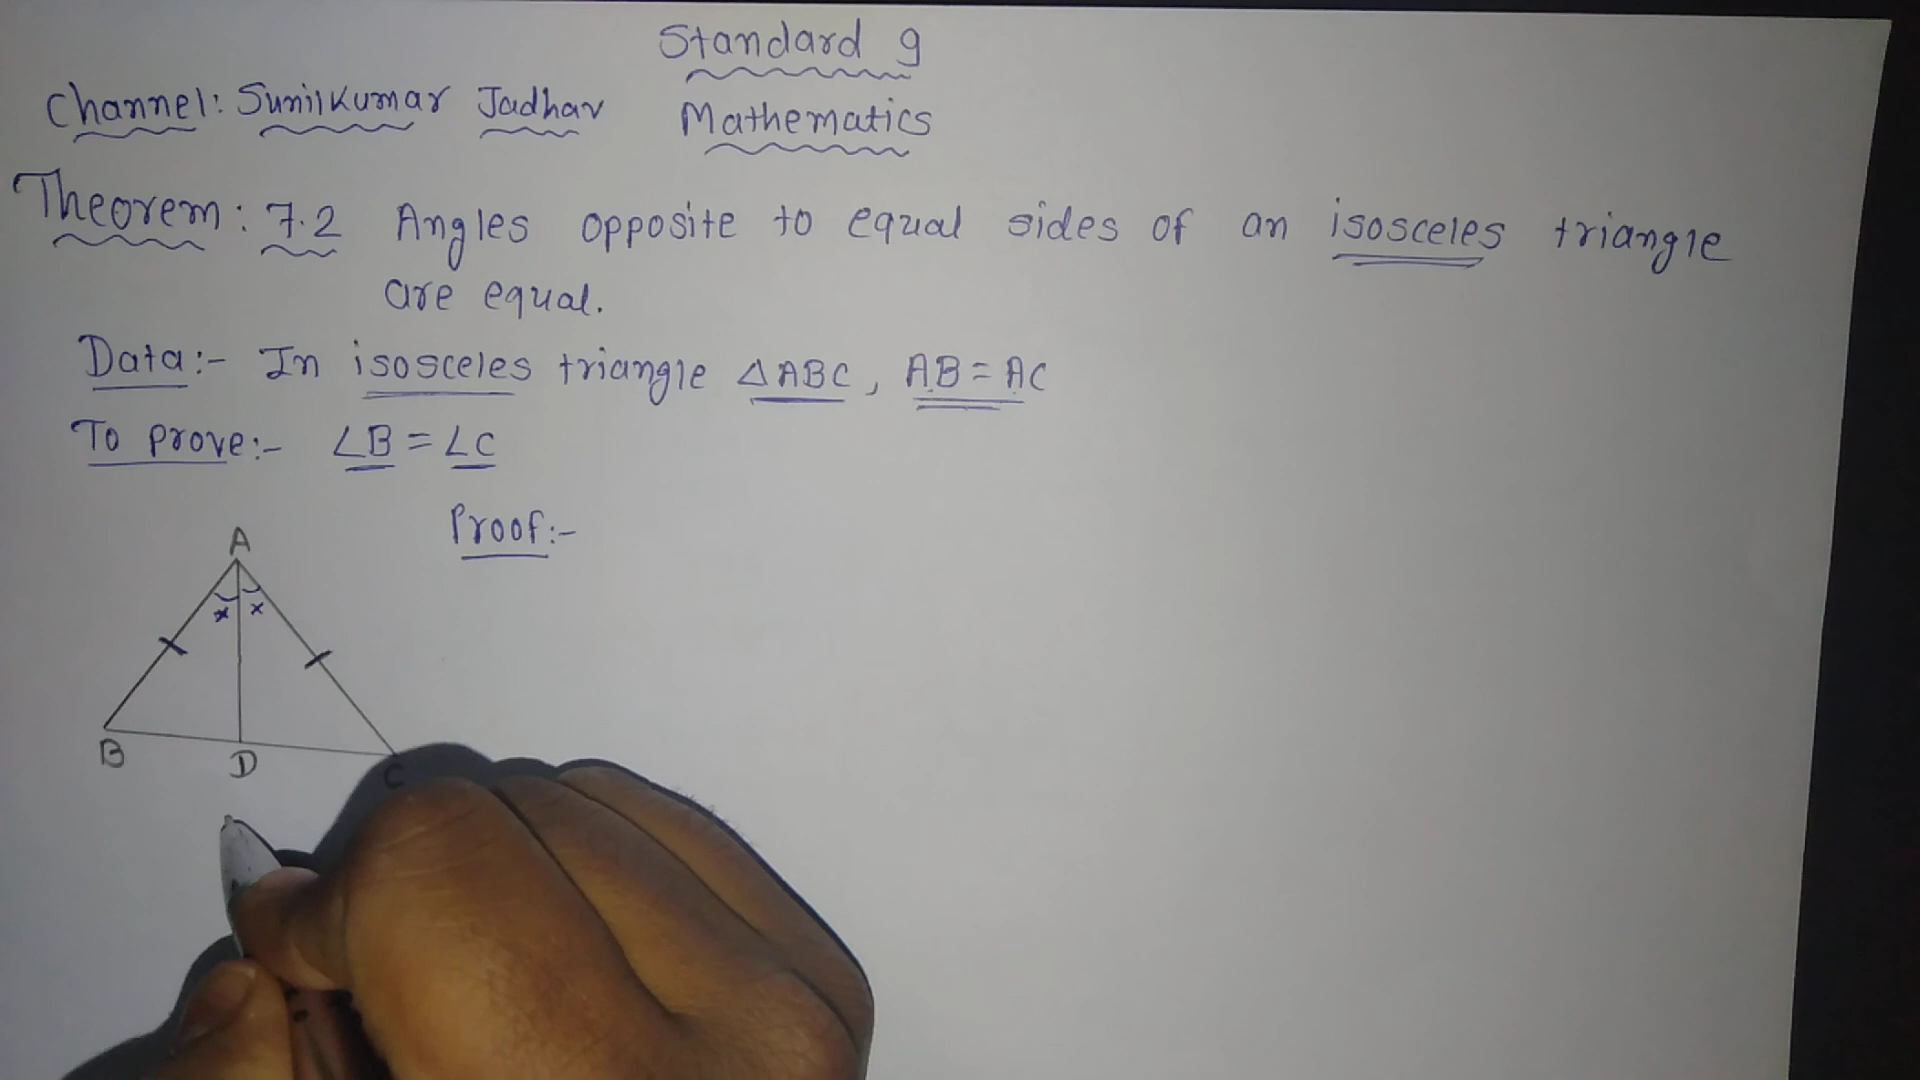 Standard 9
Channel: Sunilkumar Jadhav Mathematics
Theorem: 7.2 Angles opposite to equal sides of an isosceles triangle
are equal.
Data:- In isosceles triangle △ABC, AB = AC
To prove:- ∠B = ∠C
Proof:-
A
x x
B D C